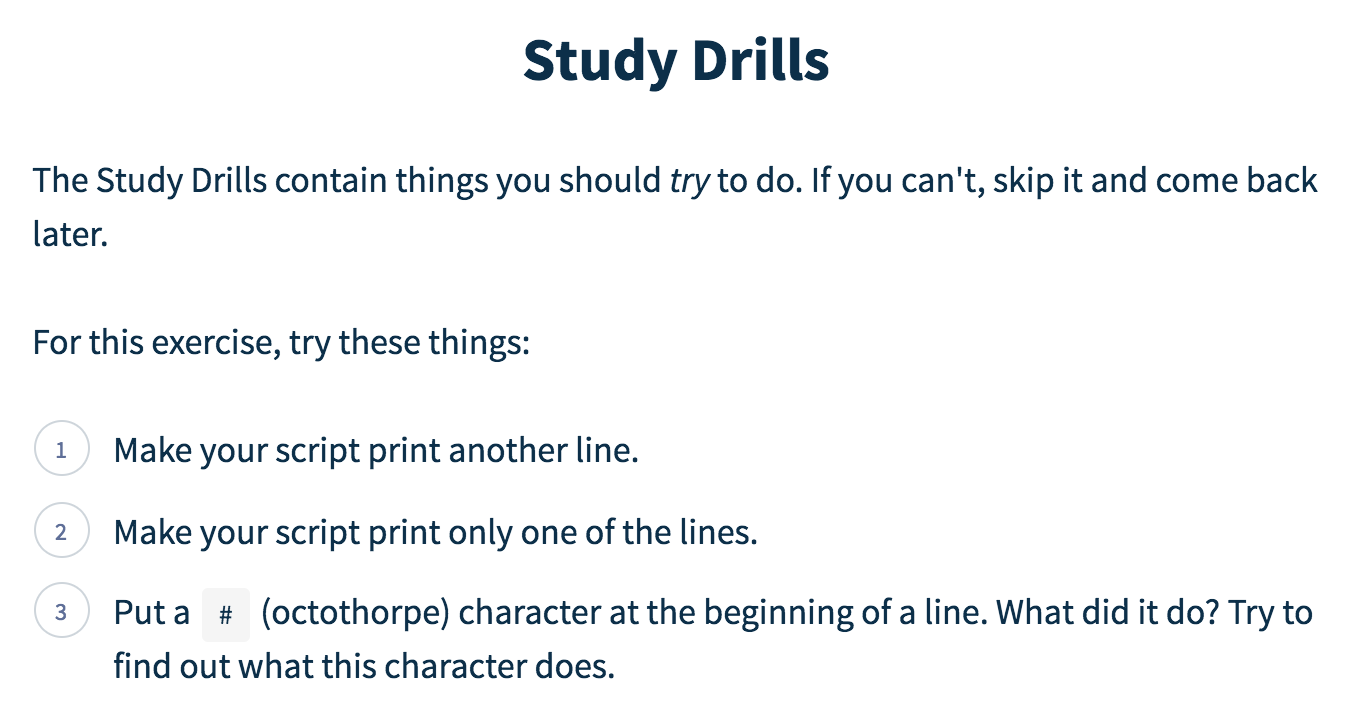 Study Drills
The Study Drills contain things you should try to do. If you can't, skip it and come back
later.
For this exercise, try these things:
1 Make your script print another line.
2 Make your script print only one of the lines.
3 Put a # (octothorpe) character at the beginning of a line. What did it do? Try to
find out what this character does.